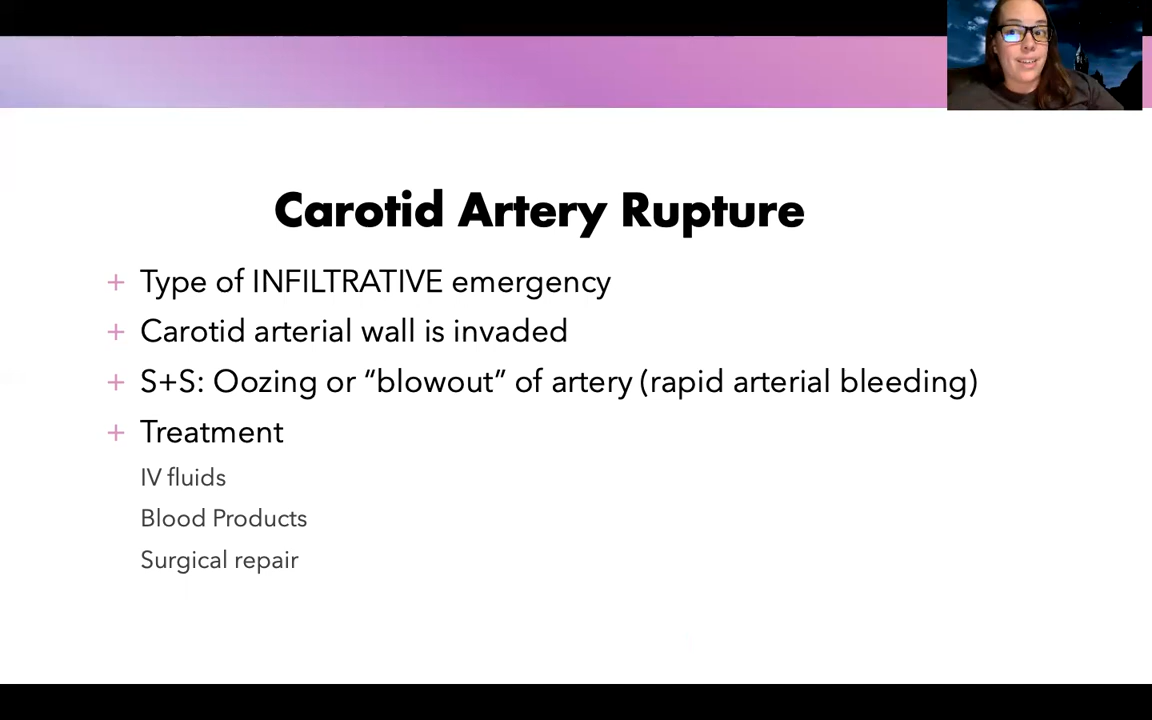 Carotid Artery Rupture
+ Type of INFILTRATIVE emergency
+ Carotid arterial wall is invaded
+ S+S: Oozing or “blowout” of artery (rapid arterial bleeding)
+ Treatment
IV fluids
Blood Products
Surgical repair